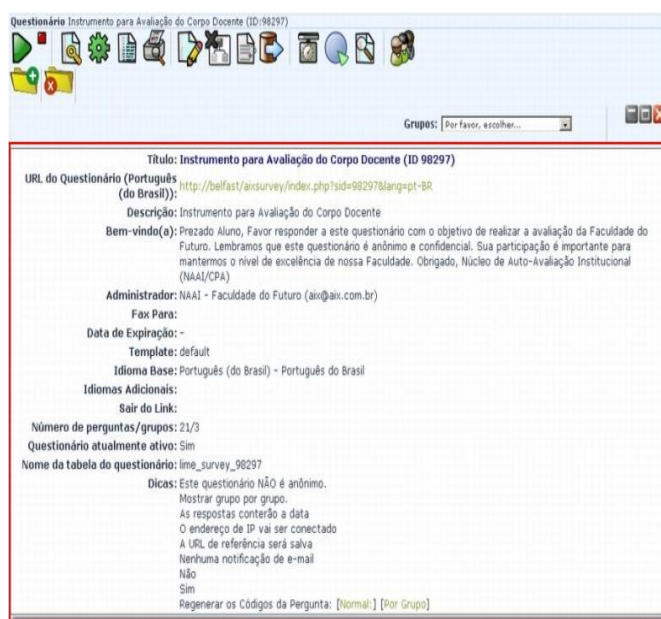 Questionário Instrumento para Avaliação do Corpo Docente (ID:98297)
Grupos: Por favor, escolher...
Título: Instrumento para Avaliação do Corpo Docente (ID 98297)
URL do Questionário (Português (do Brasil)): http://belfast/aixsurvey/index.php?sid=98297&lang=pt-BR
Descrição: Instrumento para Avaliação do Corpo Docente
Bem-vindo(a): Prezado Aluno, Favor responder a este questionário com o objetivo de realizar a avaliação da Faculdade do
Futuro. Lembramos que este questionário é anônimo e confidencial. Sua participação é importante para
mantermos o nível de excelência de nossa Faculdade. Obrigado, Núcleo de Auto-Avaliação Institucional
(NAAI/CPA)
Administrador: NAAI - Faculdade do Futuro (aix@aix.com.br)
Fax Para:
Data de Expiração: -
Template: default
Idioma Base: Português (do Brasil) - Português do Brasil
Idiomas Adicionais:
Sair do Link:
Número de perguntas/grupos: 21/3
Questionário atualmente ativo: Sim
Nome da tabela do questionário: lime_survey_98297
Dicas: Este questionário NÃO é anônimo.
Mostrar grupo por grupo.
As respostas conterão a data
O endereço de IP vai ser conectado
A URL de referência será salva
Nenhuma notificação de e-mail
Não
Sim
Regenerar os Códigos da Pergunta: [Normal:] [Por Grupo]